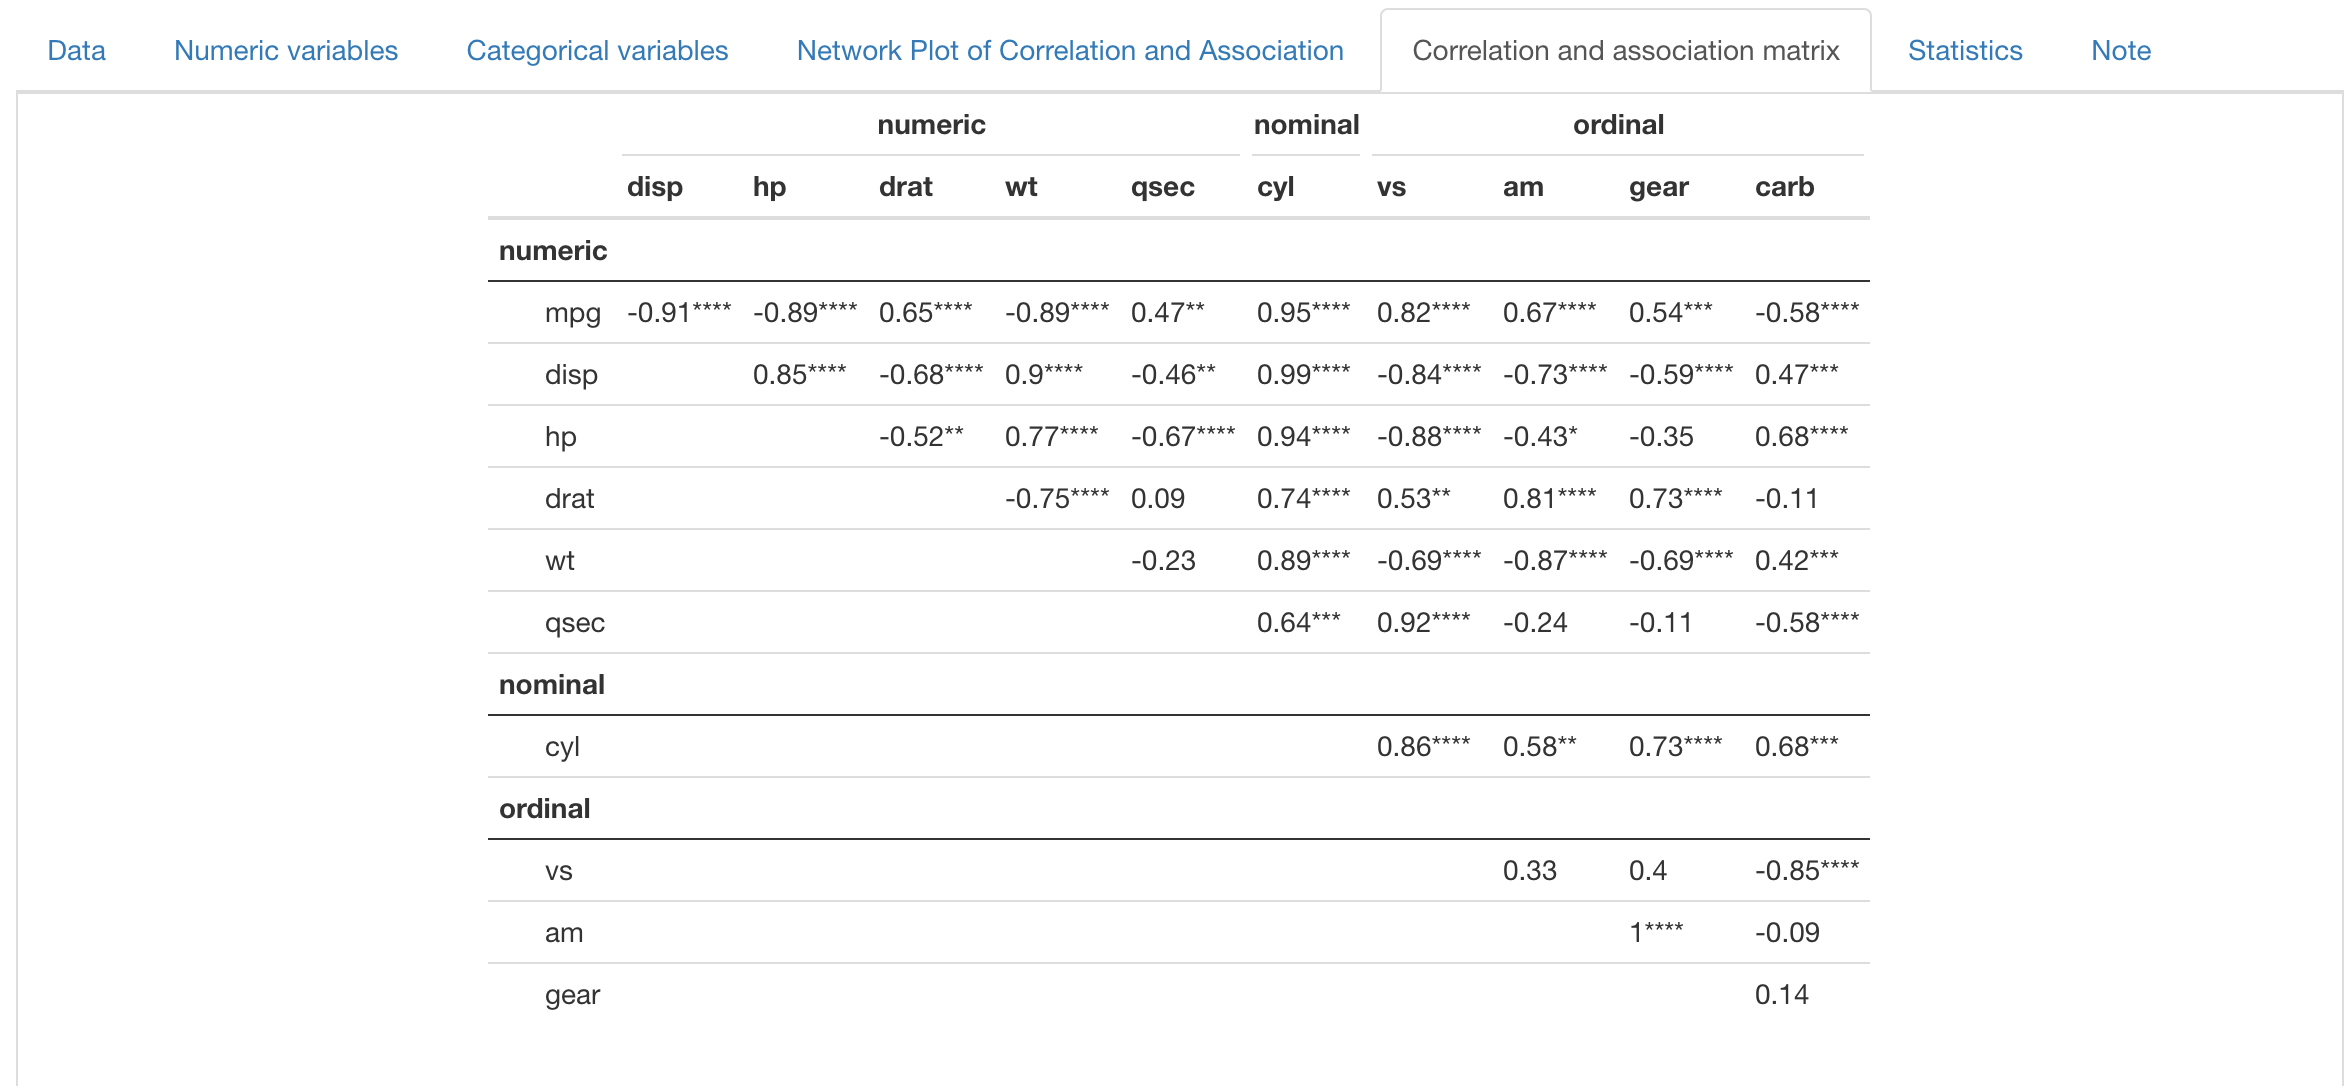 Data Numeric variables Categorical variables Network Plot of Correlation and Association Correlation and association matrix Statistics Note
numeric nominal ordinal
disp hp drat wt qsec cyl vs am gear carb
numeric
mpg -0.91**** -0.89**** 0.65**** -0.89**** 0.47** 0.95**** 0.82**** 0.67**** 0.54*** -0.58****
disp 0.85**** -0.68**** 0.9**** -0.46** 0.99**** -0.84**** -0.73**** -0.59**** 0.47***
hp -0.52** 0.77**** -0.67**** 0.94**** -0.88**** -0.43* -0.35 0.68****
drat -0.75**** 0.09 0.74**** 0.53** 0.81**** 0.73**** -0.11
wt -0.23 0.89**** -0.69**** -0.87**** -0.69**** 0.42***
qsec 0.64*** 0.92**** -0.24 -0.11 -0.58****
nominal
cyl 0.86**** 0.58** 0.73**** 0.68***
ordinal
vs 0.33 0.4 -0.85****
am 1**** -0.09
gear 0.14